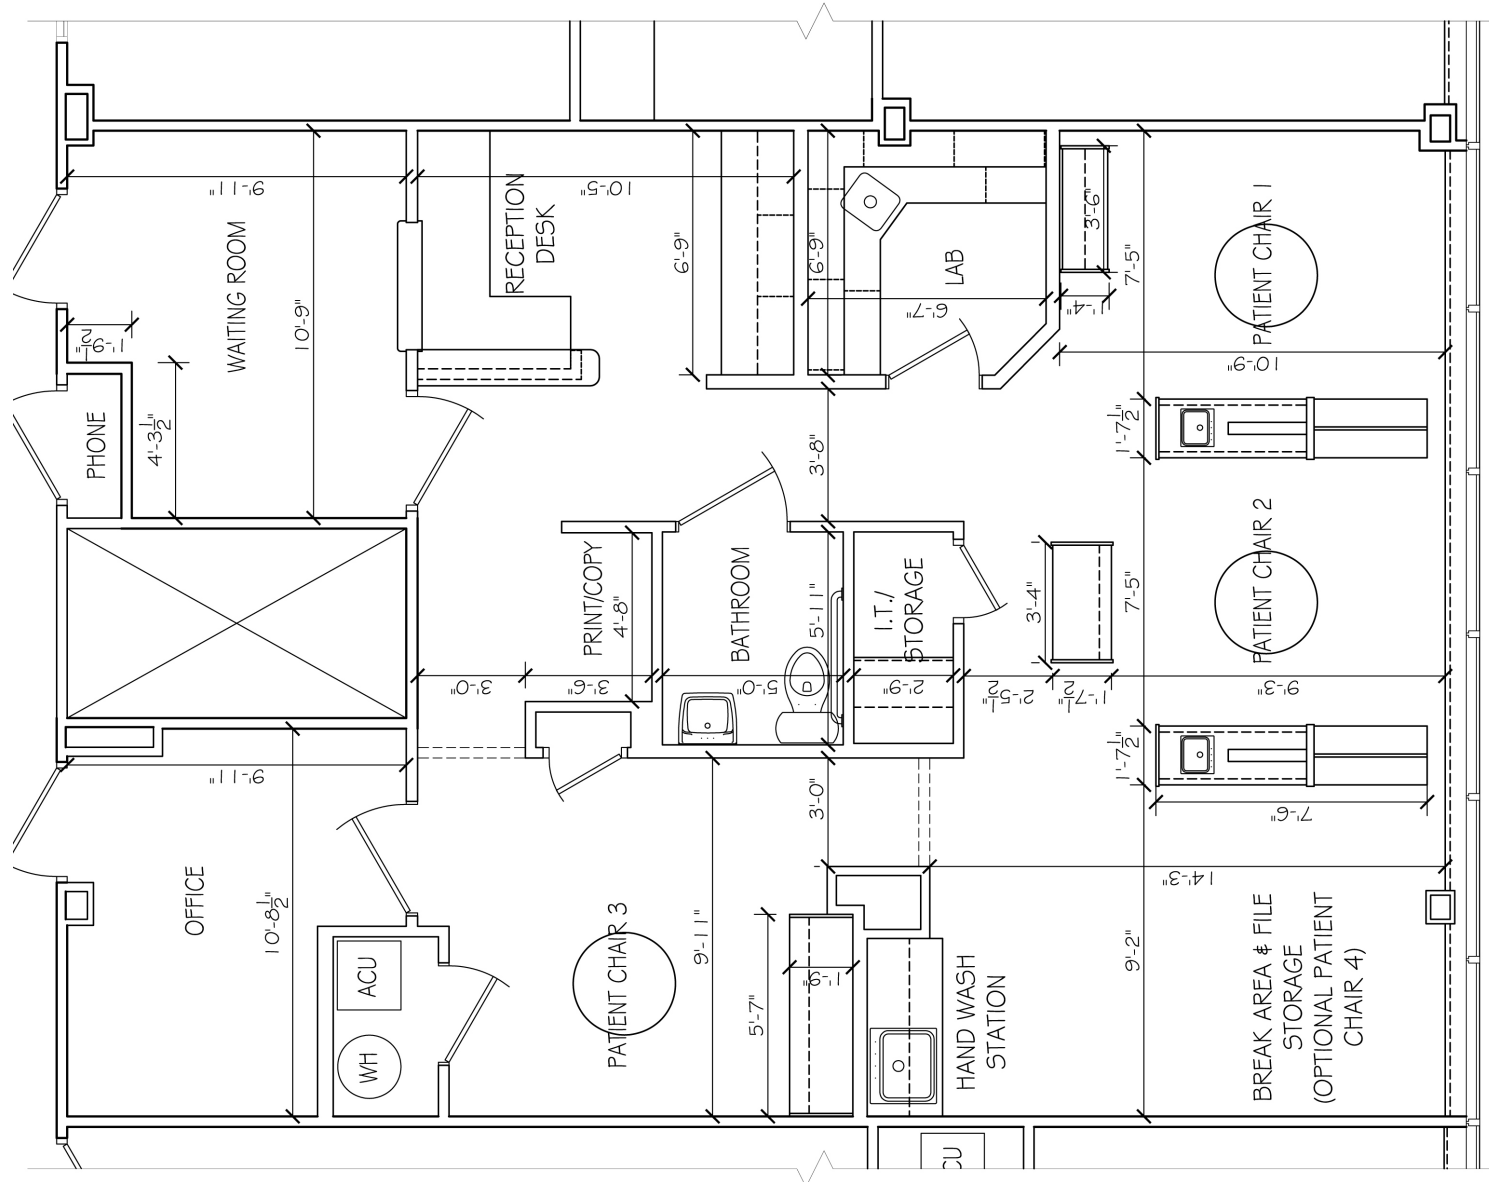 9'-11"
10'-5"
WAITING ROOM
10'-9"
1'-9 1/2"
PHONE
4'-3 1/2"
RECEPTION
DESK
6'-9"
6'-9"
LAB
6'-7"
3'-6"
1'-4"
7'-5"
PATIENT CHAIR 1
10'-9"
1'-7 1/2"
3'-8"
PRINT/COPY
4'-8"
BATHROOM
5'-11"
I.T./
STORAGE
3'-4"
7'-5"
PATIENT CHAIR 2
3'-0"
3'-6"
5'-0"
2'-9"
2'-5 1/2"
1'-7 1/2"
9'-3"
9'-11"
OFFICE
10'-8 1/2"
3'-0"
1'-7 1/2"
7'-6"
14'-3"
ACU
WH
PATIENT CHAIR 3
9'-11"
5'-7"
1'-9"
HAND WASH
STATION
9'-2"
BREAK AREA & FILE
STORAGE
(OPTIONAL PATIENT
CHAIR 4)
CU